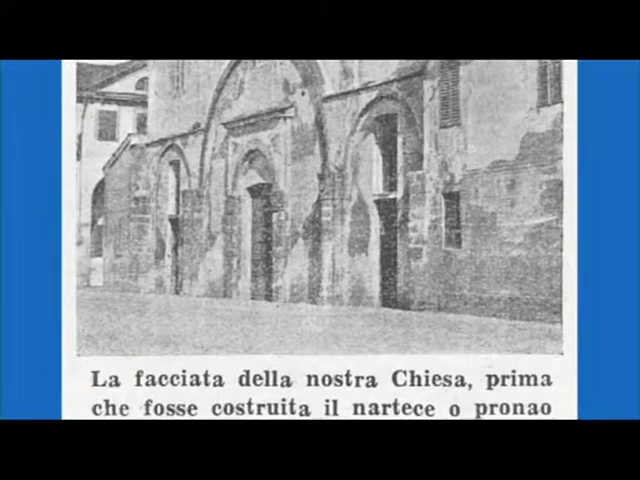 La facciata della nostra Chiesa, prima
che fosse costruita il nartece o pronao